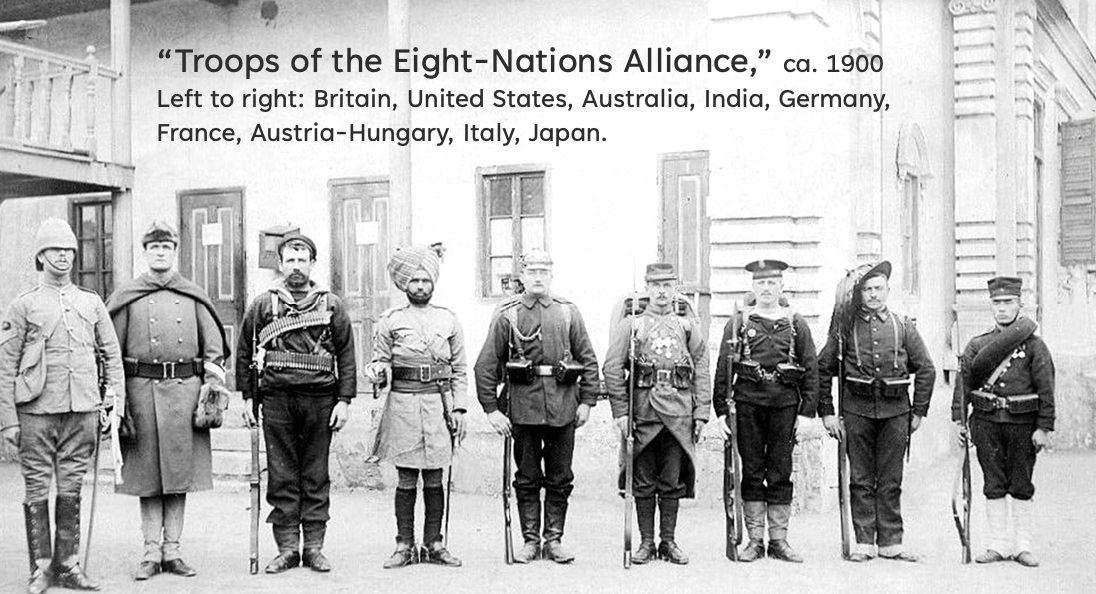 “Troops of the Eight-Nations Alliance,” ca. 1900
Left to right: Britain, United States, Australia, India, Germany,
France, Austria-Hungary, Italy, Japan.